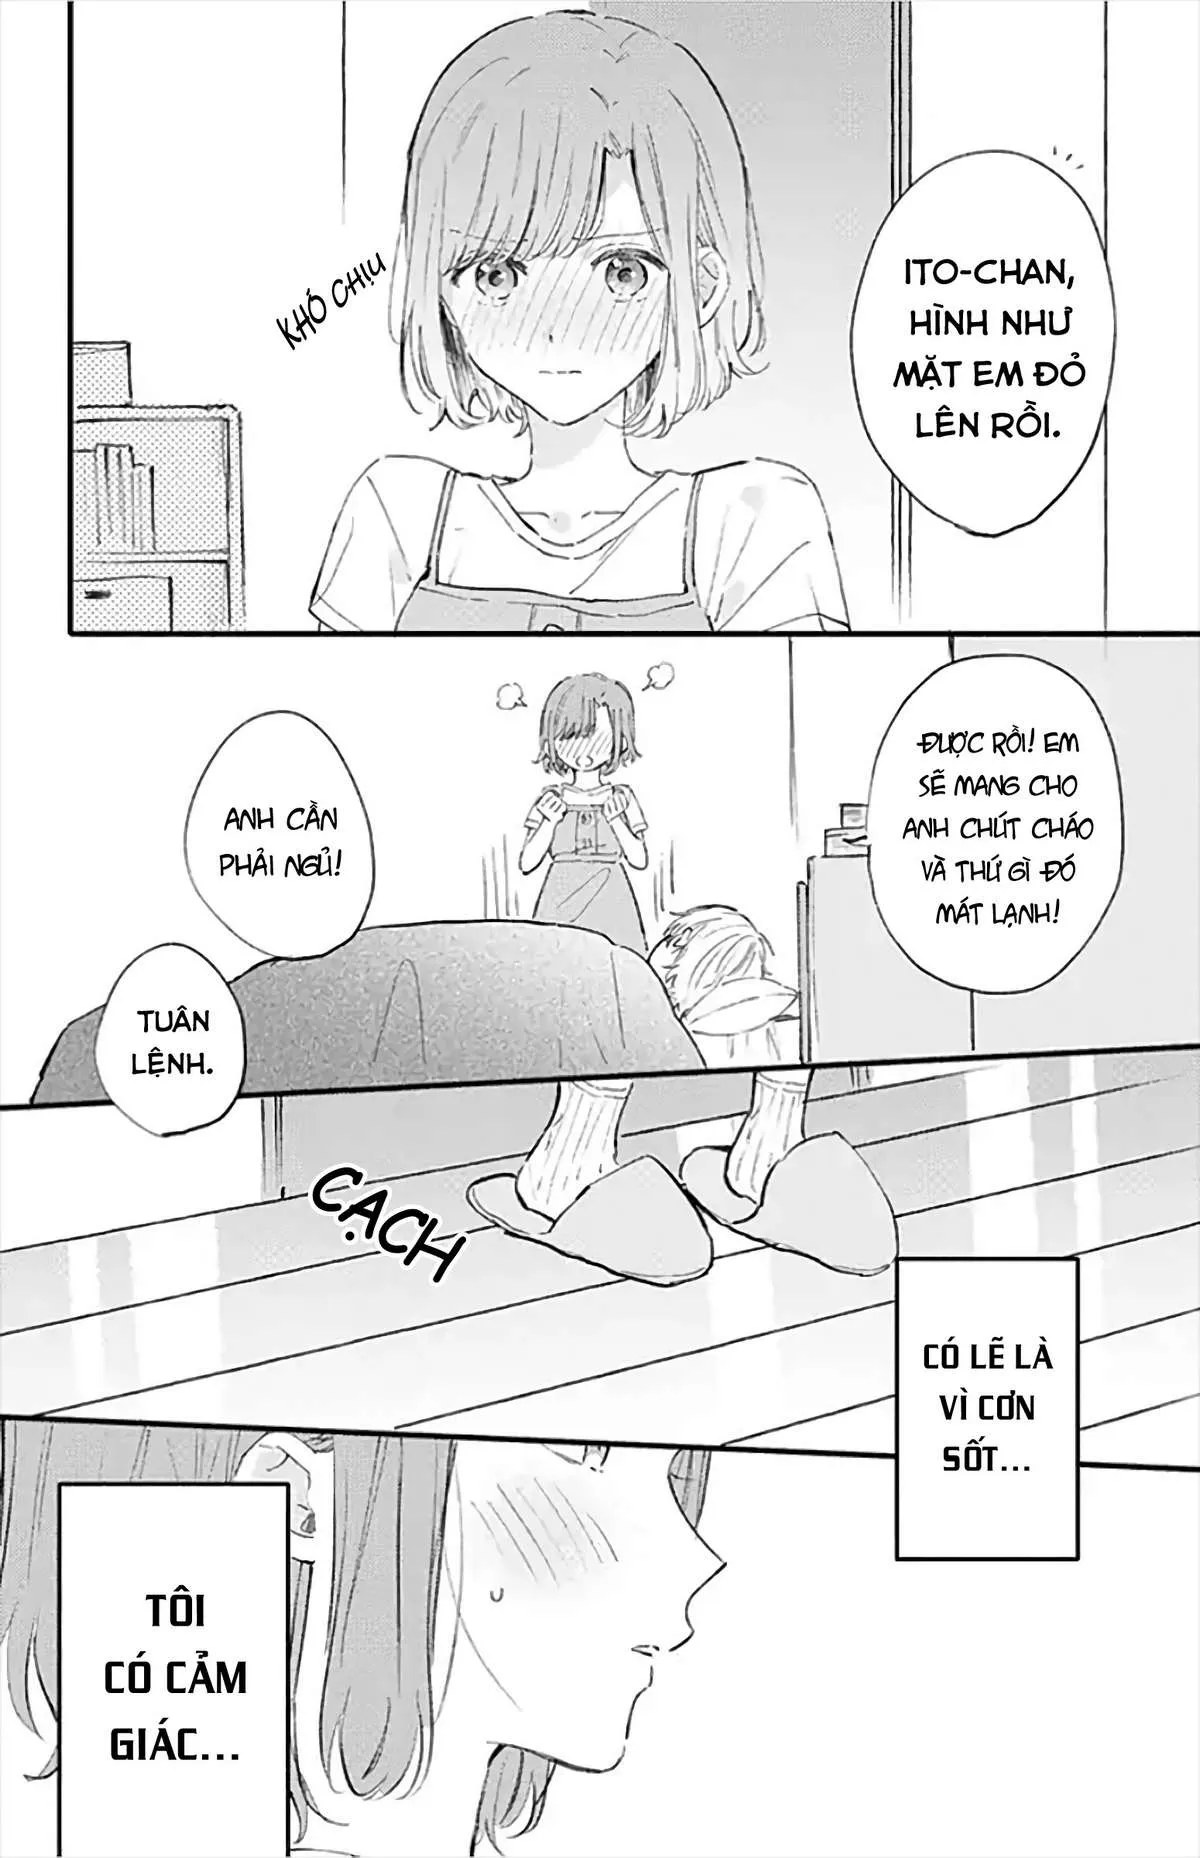 ITO-CHAN,
HÌNH NHƯ
MẶT EM ĐỎ
LÊN RỒI.
KHÓ CHỊU
ĐƯỢC RỒI! EM
SẼ MANG CHO
ANH CHÚT CHÁO
VÀ THỨ GÌ ĐÓ
MÁT LẠNH!
ANH CẦN
PHẢI NGỦ!
TUÂN
LỆNH.
CẠCH
CÓ LẼ LÀ
VÌ CƠN
SỐT...
TÔI
CÓ CẢM
GIÁC...